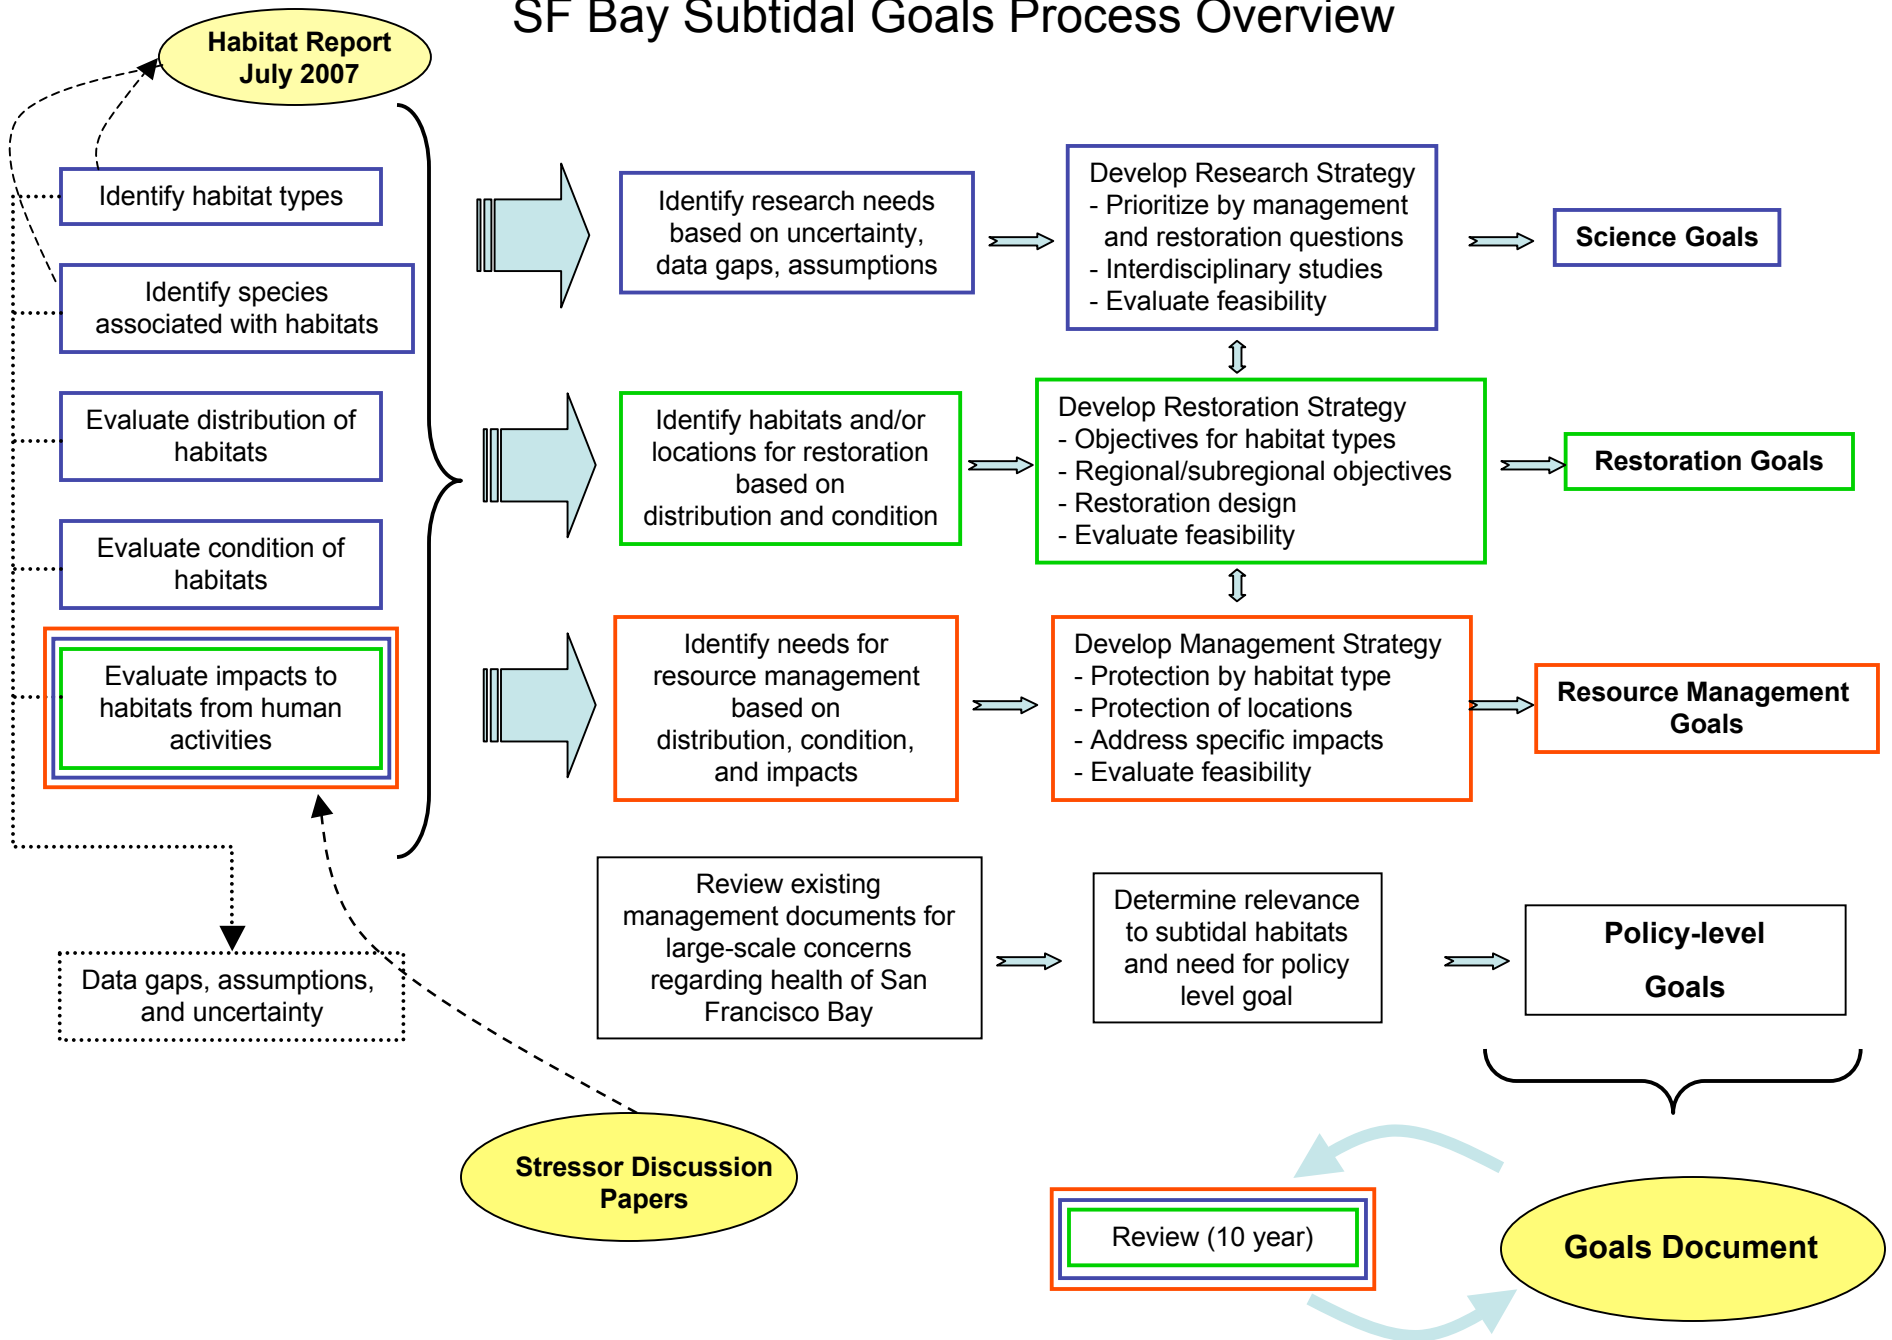 SF Bay Subtidal Goals Process Overview
Habitat Report
July 2007
Identify habitat types
Identify species
associated with habitats
Evaluate distribution of
habitats
Evaluate condition of
habitats
Evaluate impacts to
habitats from human
activities
Data gaps, assumptions,
and uncertainty
Identify research needs
based on uncertainty,
data gaps, assumptions
Develop Research Strategy
- Prioritize by management
and restoration questions
- Interdisciplinary studies
- Evaluate feasibility
Science Goals
Identify habitats and/or
locations for restoration
based on
distribution and condition
Develop Restoration Strategy
- Objectives for habitat types
- Regional/subregional objectives
- Restoration design
- Evaluate feasibility
Restoration Goals
Identify needs for
resource management
based on
distribution, condition,
and impacts
Develop Management Strategy
- Protection by habitat type
- Protection of locations
- Address specific impacts
- Evaluate feasibility
Resource Management
Goals
Review existing
management documents for
large-scale concerns
regarding health of San
Francisco Bay
Determine relevance
to subtidal habitats
and need for policy
level goal
Policy-level
Goals
Stressor Discussion
Papers
Review (10 year)
Goals Document